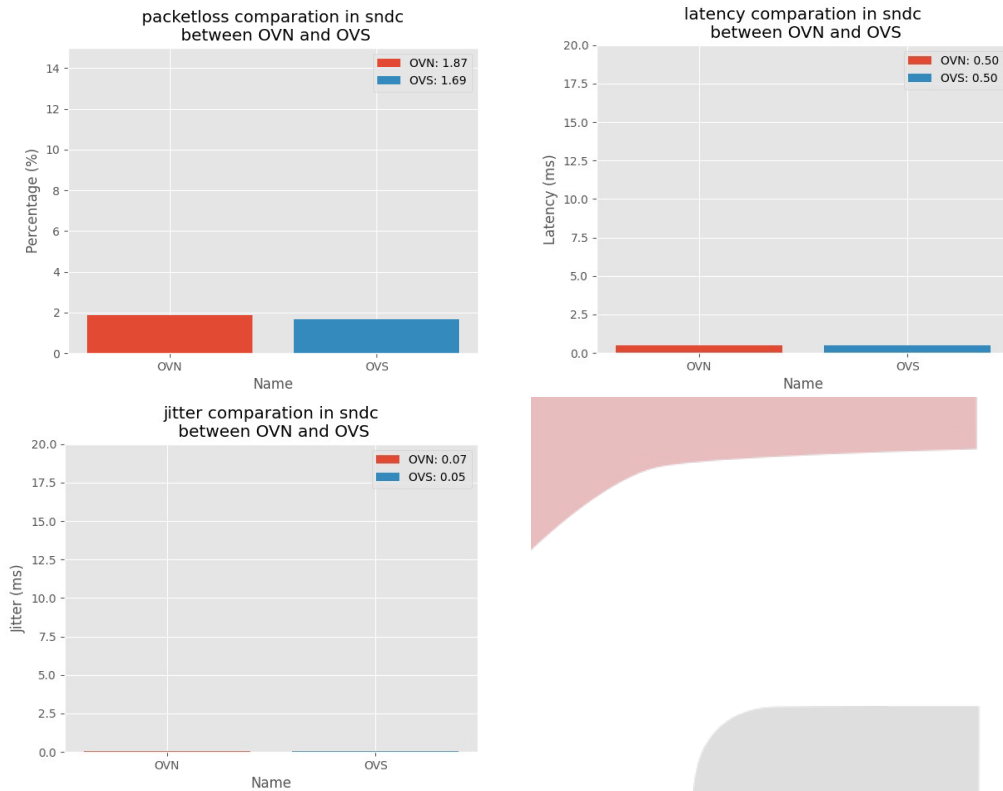 packetloss comparation in sndc
between OVN and OVS
OVN: 1.87
OVS: 1.69
14
12
10
8
6
4
2
0
Percentage (%)
OVN
OVS
Name
latency comparation in sndc
between OVN and OVS
OVN: 0.50
OVS: 0.50
20.0
17.5
15.0
12.5
10.0
7.5
5.0
2.5
0.0
Latency (ms)
OVN
OVS
Name
jitter comparation in sndc
between OVN and OVS
OVN: 0.07
OVS: 0.05
20.0
17.5
15.0
12.5
10.0
7.5
5.0
2.5
0.0
Jitter (ms)
OVN
OVS
Name